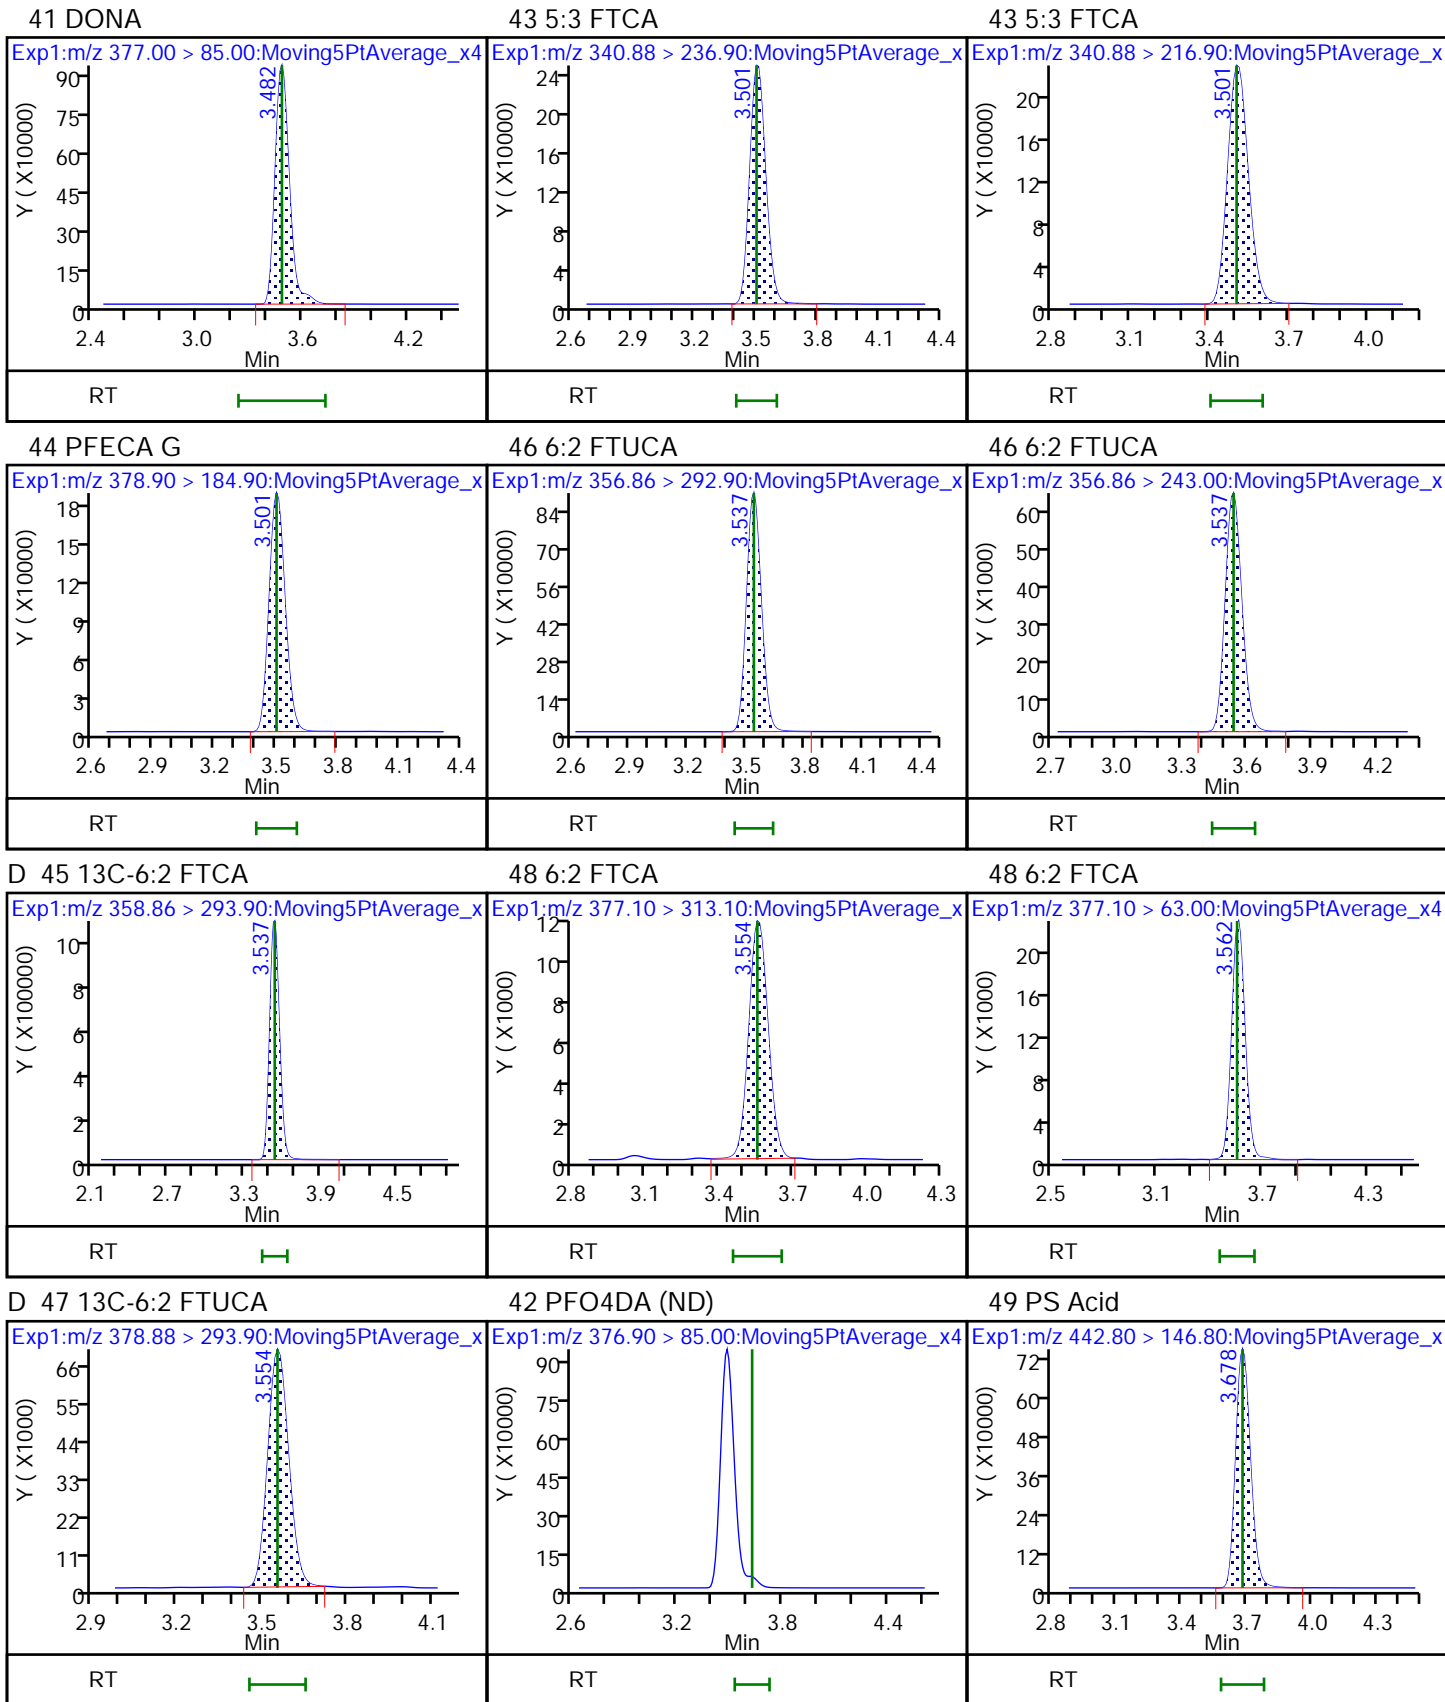 41 DONA
43 5:3 FTCA
43 5:3 FTCA
Exp1:m/z 377.00 > 85.00:Moving5PtAverage_x4
Exp1:m/z 340.88 > 236.90:Moving5PtAverage_x
Exp1:m/z 340.88 > 216.90:Moving5PtAverage_x
Y ( X10000)
90
75
60
45
30
15
0
3.482
2.4 3.0 3.6 4.2
Min
Y ( X10000)
24
20
16
12
8
4
0
3.501
2.6 2.9 3.2 3.5 3.8 4.1 4.4
Min
Y ( X10000)
20
16
12
8
4
0
3.501
2.8 3.1 3.4 3.7 4.0
Min
RT
RT
RT
44 PFECA G
46 6:2 FTUCA
46 6:2 FTUCA
Exp1:m/z 378.90 > 184.90:Moving5PtAverage_x
Exp1:m/z 356.86 > 292.90:Moving5PtAverage_x
Exp1:m/z 356.86 > 243.00:Moving5PtAverage_x
Y ( X10000)
18
15
12
9
6
3
0
3.501
2.6 2.9 3.2 3.5 3.8 4.1 4.4
Min
Y ( X10000)
84
70
56
42
28
14
0
3.537
2.6 2.9 3.2 3.5 3.8 4.1 4.4
Min
Y ( X1000)
60
50
40
30
20
10
0
3.537
2.7 3.0 3.3 3.6 3.9 4.2
Min
RT
RT
RT
D 45 13C-6:2 FTCA
48 6:2 FTCA
48 6:2 FTCA
Exp1:m/z 358.86 > 293.90:Moving5PtAverage_x
Exp1:m/z 377.10 > 313.10:Moving5PtAverage_x
Exp1:m/z 377.10 > 63.00:Moving5PtAverage_x4
Y ( X100000)
10
8
6
4
2
0
3.537
2.1 2.7 3.3 3.9 4.5
Min
Y ( X1000)
12
10
8
6
4
2
0
3.554
2.8 3.1 3.4 3.7 4.0 4.3
Min
Y ( X1000)
20
16
12
8
4
0
3.562
2.5 3.1 3.7 4.3
Min
RT
RT
RT
D 47 13C-6:2 FTUCA
42 PFO4DA (ND)
49 PS Acid
Exp1:m/z 378.88 > 293.90:Moving5PtAverage_x
Exp1:m/z 376.90 > 85.00:Moving5PtAverage_x4
Exp1:m/z 442.80 > 146.80:Moving5PtAverage_x
Y ( X1000)
66
55
44
33
22
11
0
3.554
2.9 3.2 3.5 3.8 4.1
Min
Y ( X10000)
90
75
60
45
30
15
0
2.6 3.2 3.8 4.4
Min
Y ( X10000)
72
60
48
36
24
12
0
3.678
2.8 3.1 3.4 3.7 4.0 4.3
Min
RT
RT
RT